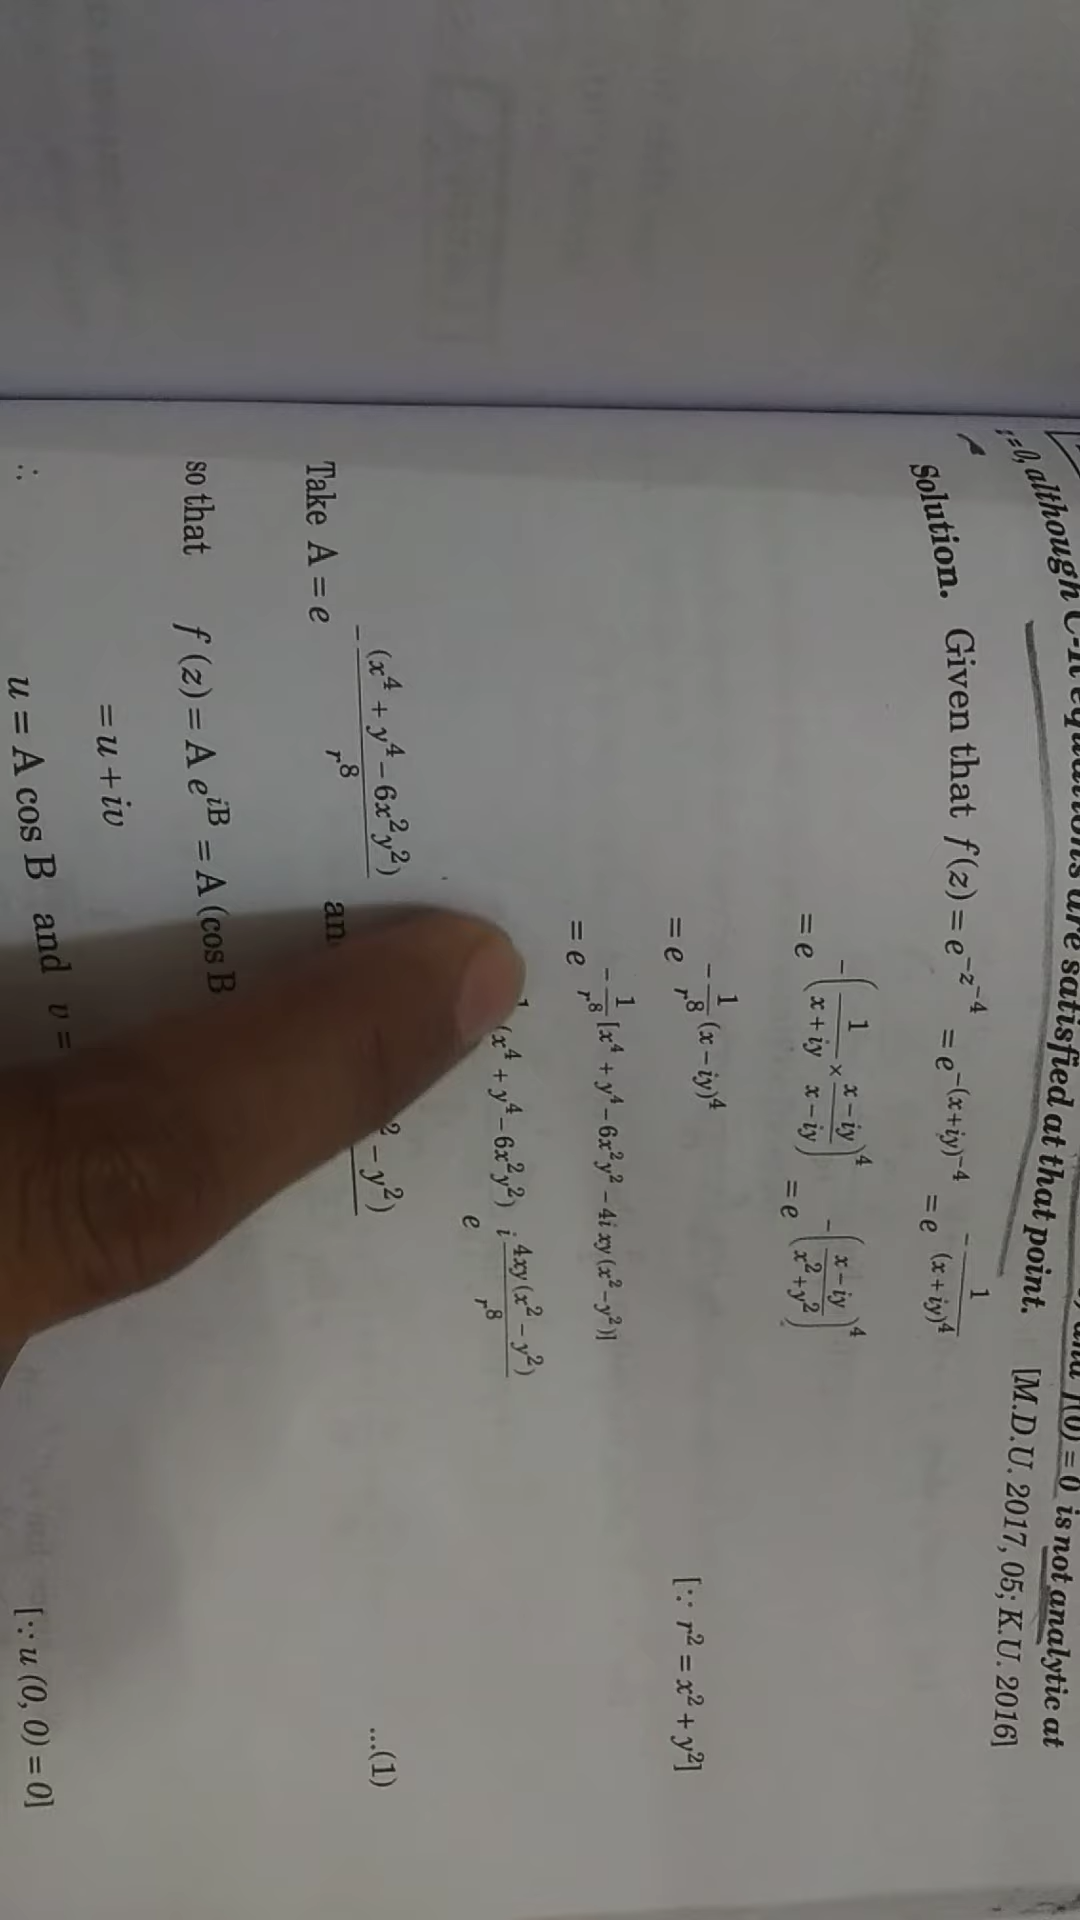 :=0, although C-R equations are satisfied at that point. [M.D.U. 2017, 05; K.U. 2016]
and f(0) = 0 is not analytic at
Solution. Given that f(z) = e^{-z^{-4}} = e^{-(x+iy)^{-4}} = e^{-\frac{1}{(x+iy)^4}}
= e^{-\left(\frac{1}{x+iy} × \frac{x-iy}{x-iy}\right)^4} = e^{-\left(\frac{x-iy}{x^2+y^2}\right)^4}
= e^{-\frac{1}{r^8}(x-iy)^4} [∵ r^2 = x^2 + y^2]
= e^{-\frac{1}{r^8}[x^4+y^4-6x^2y^2-4ixy(x^2-y^2)]}
(x^4+y^4-6x^2y^2) e^{i\frac{4xy(x^2-y^2)}{r^8}}
Take A = e^{-\frac{(x^4+y^4-6x^2y^2)}{r^8}} 2 - y^2) ...(1)
so that f(z) = A e^{iB} = A (cos B
= u + iv
∴ u = A cos B and v = [∵ u (0, 0) = 0]